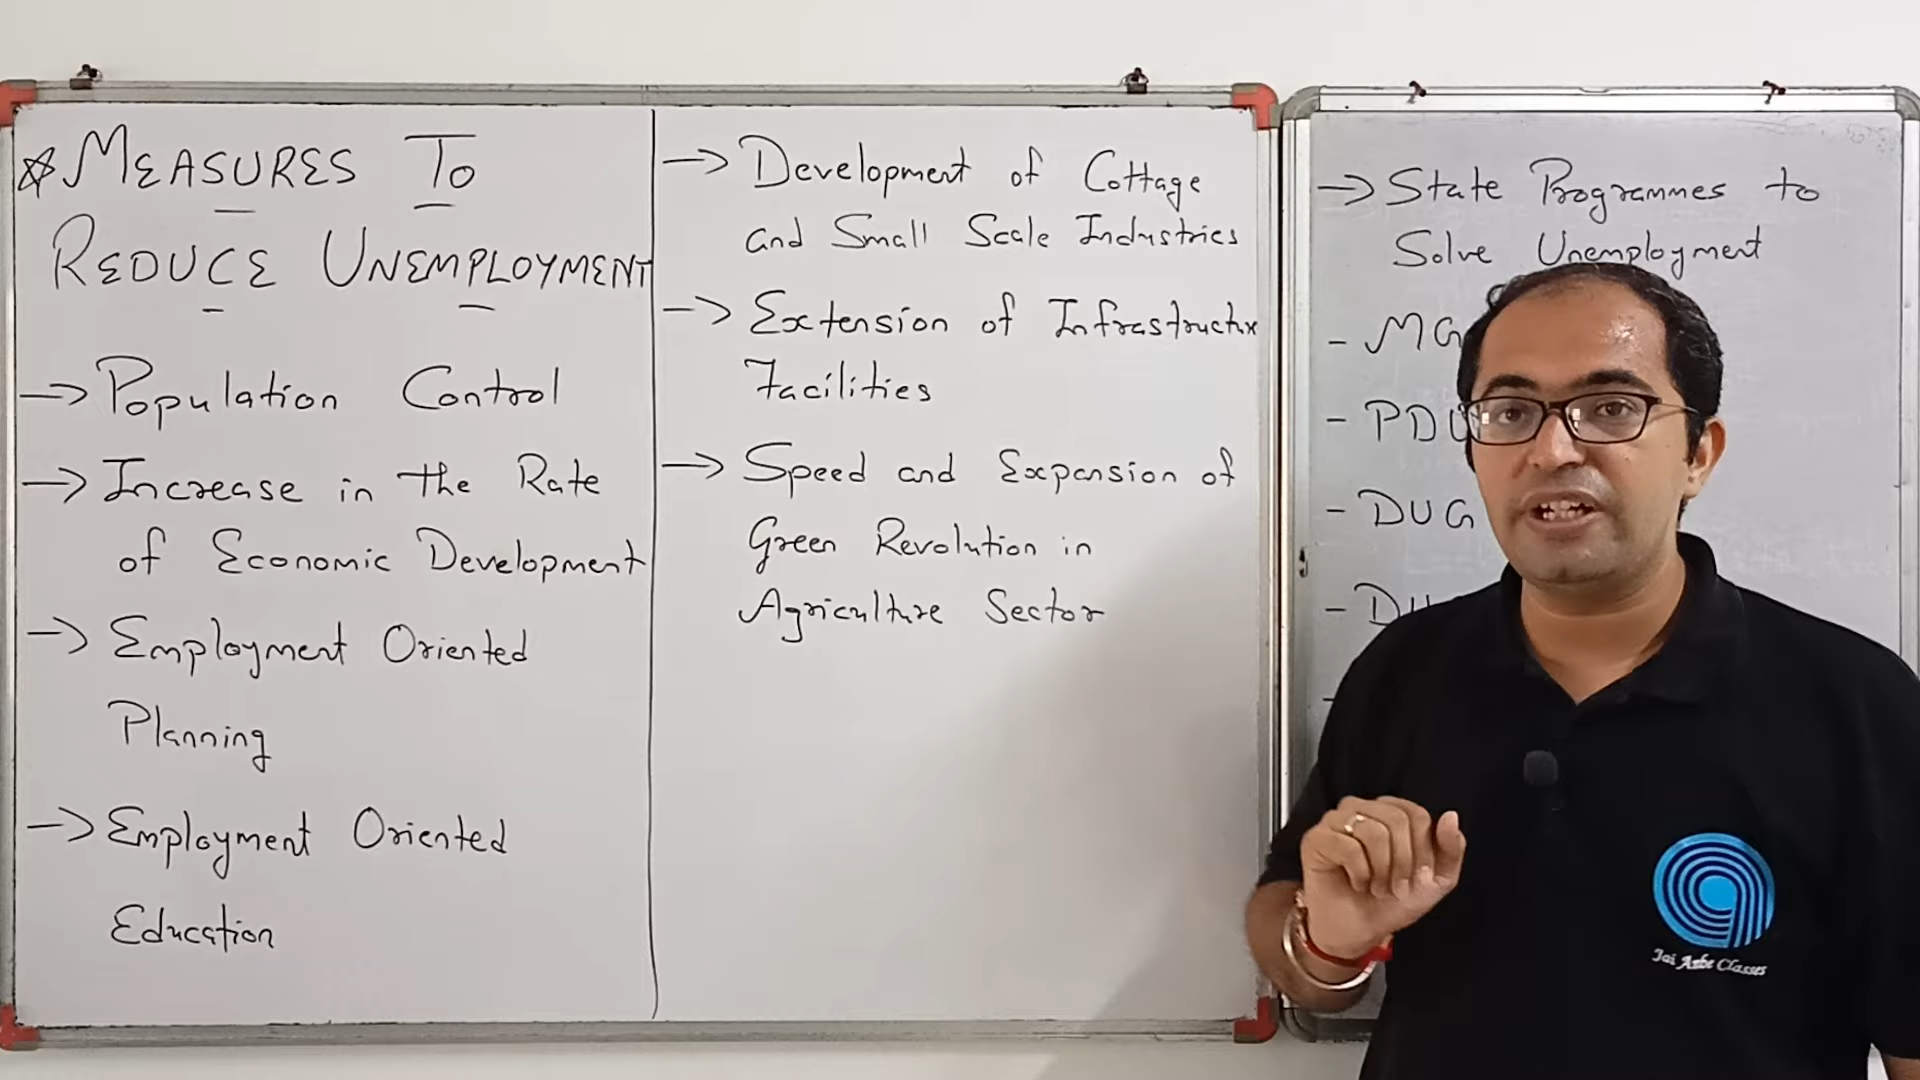 ☆ MEASURES TO
REDUCE UNEMPLOYMENT
→ Population Control
→ Increase in the Rate
of Economic Development
→ Employment Oriented
Planning
→ Employment Oriented
Education
→ Development of Cottage
and Small Scale Industries
→ Extension of
Facilities
→ Speed and Expansion of
Green Revolution in
Agriculture Sector
→ State Programmes to
Solve Unemployment
- MG
- PDU
- DUG
- DU
Jai Ambe Classes